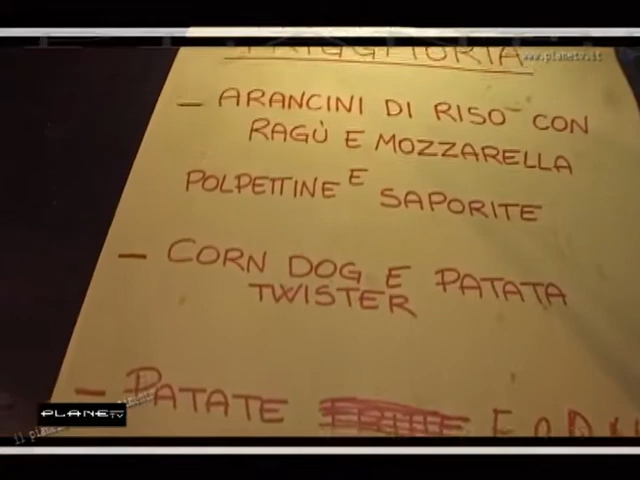 FRIGGITORIA
www.planetv.it
– ARANCINI DI RISO CON
RAGÙ E MOZZARELLA
POLPETTINE E SAPORITE
– CORN DOG E PATATA
TWISTER
– PATATE
PLANE TV